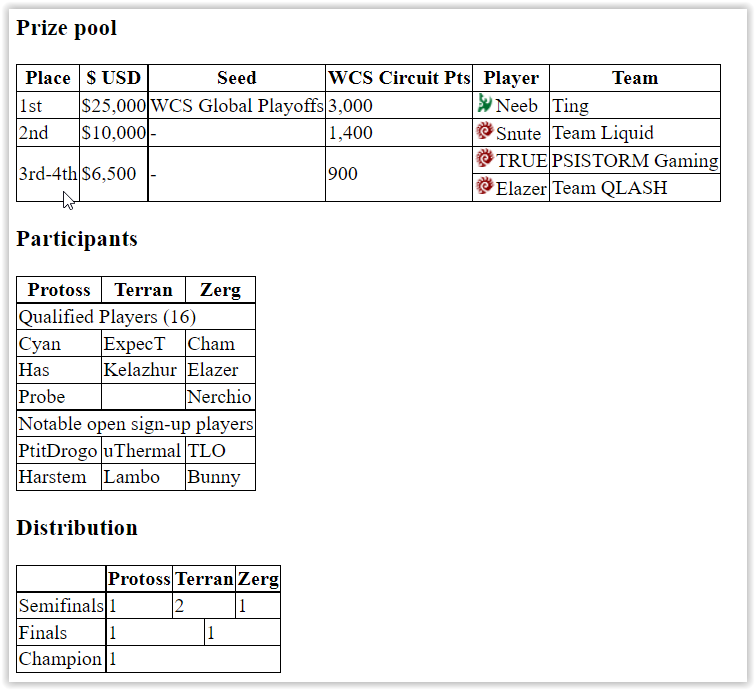 Prize pool
Place $ USD Seed WCS Circuit Pts Player Team
1st $25,000 WCS Global Playoffs 3,000 Neeb Ting
2nd $10,000 - 1,400 Snute Team Liquid
3rd-4th $6,500 - 900 TRUE PSISTORM Gaming
Elazer Team QLASH
Participants
Protoss Terran Zerg
Qualified Players (16)
Cyan ExpecT Cham
Has Kelazhur Elazer
Probe Nerchio
Notable open sign-up players
PtitDrogo uThermal TLO
Harstem Lambo Bunny
Distribution
Protoss Terran Zerg
Semifinals 1 2 1
Finals 1 1
Champion 1